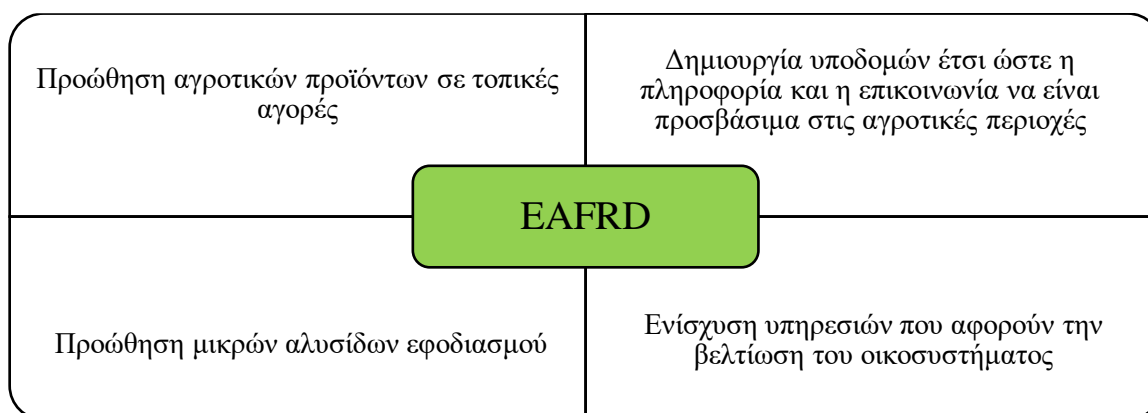 Προώθηση αγροτικών προϊόντων σε τοπικές
αγορές
Δημιουργία υποδομών έτσι ώστε η
πληροφορία και η επικοινωνία να είναι
προσβάσιμα στις αγροτικές περιοχές
EAFRD
Προώθηση μικρών αλυσίδων εφοδιασμού
Ενίσχυση υπηρεσιών που αφορούν την
βελτίωση του οικοσυστήματος